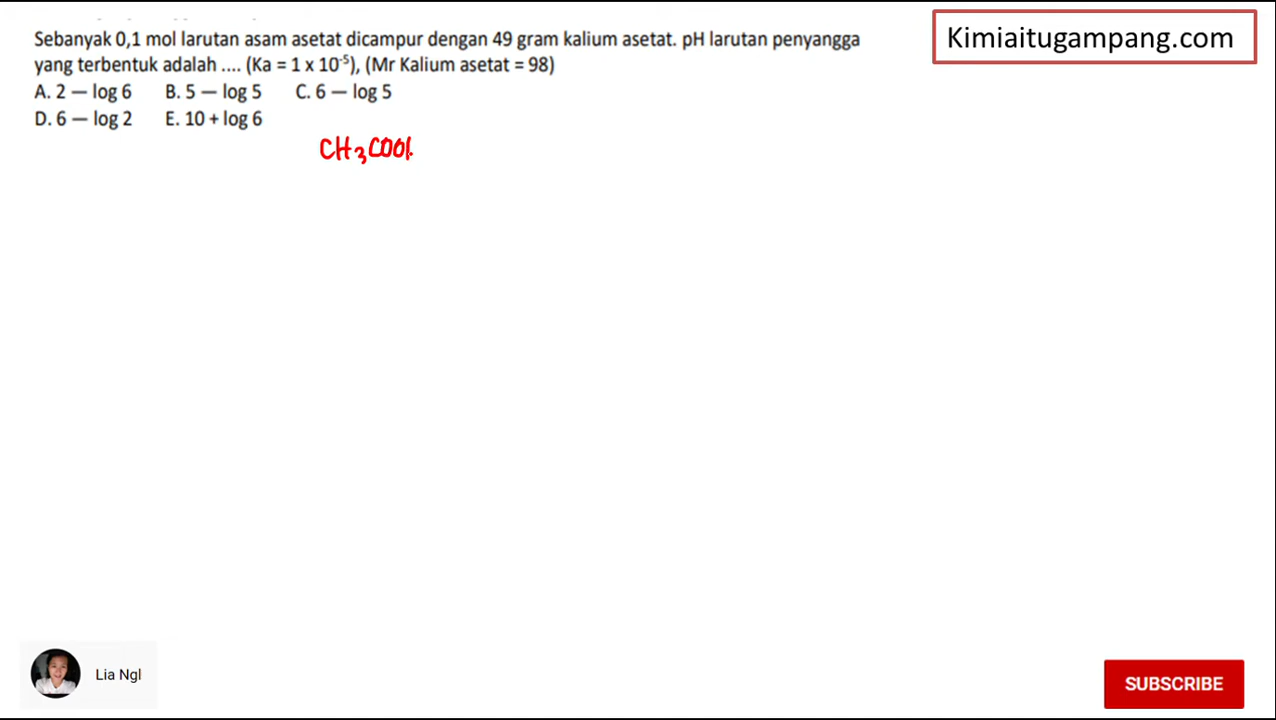 Kimiaitugampang.com
Sebanyak 0,1 mol larutan asam asetat dicampur dengan 49 gram kalium asetat. pH larutan penyangga
yang terbentuk adalah .... (Ka = 1 x 10⁻⁵), (Mr Kalium asetat = 98)
A. 2 — log 6 B. 5 — log 5 C. 6 — log 5
D. 6 — log 2 E. 10 + log 6
CH₃COOK
Lia Ngl
SUBSCRIBE